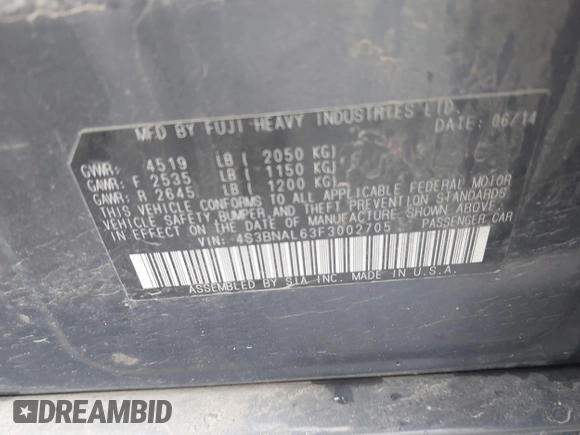 MFD BY FUJI HEAVY INDUSTRIES LTD.
DATE: 06/14
GVWR: 4519 LB ( 2050 KG)
GAWR: F 2535 LB ( 1150 KG)
GAWR: R 2645 LB ( 1200 KG)
THIS VEHICLE CONFORMS TO ALL APPLICABLE FEDERAL MOTOR
VEHICLE SAFETY, BUMPER, AND THEFT PREVENTION STANDARDS
IN EFFECT ON THE DATE OF MANUFACTURE SHOWN ABOVE.
VIN: 4S3BNAL63F3002705 PASSENGER CAR
ASSEMBLED BY SIA INC. MADE IN U.S.A.
DREAMBID